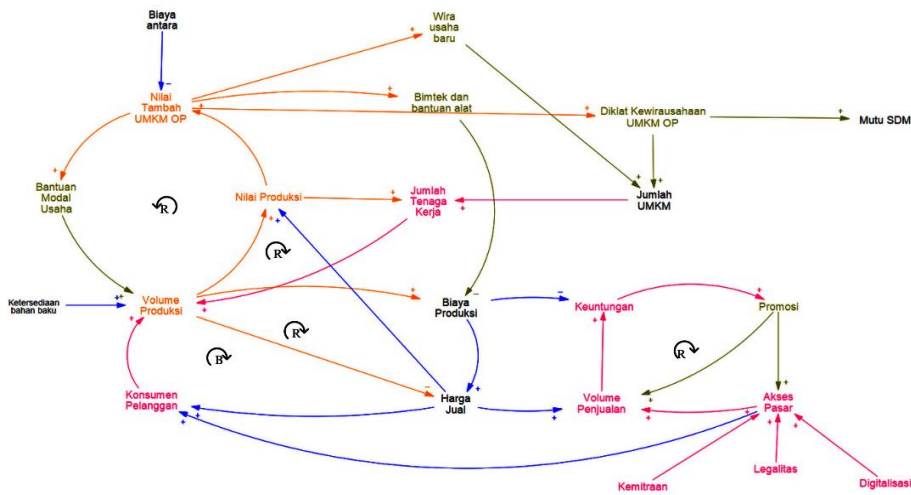 Biaya
antara
Wira
usaha
baru
Nilai
Tambah
UMKM OP
Bimtek dan
bantuan alat
Diklat Kewirausahaan
UMKM OP
Mutu SDM
Bantuan
Modal
Usaha
R
Nilai Produksi
Jumlah
Tenaga
Kerja
Jumlah
UMKM
R
Ketersediaan
bahan baku
Volume
Produksi
Biaya
Produksi
Keuntungan
Promosi
R
B
R
Konsumen
Pelanggan
Harga
Jual
Volume
Penjualan
Akses
Pasar
Kemitraan
Legalitas
Digitalisasi